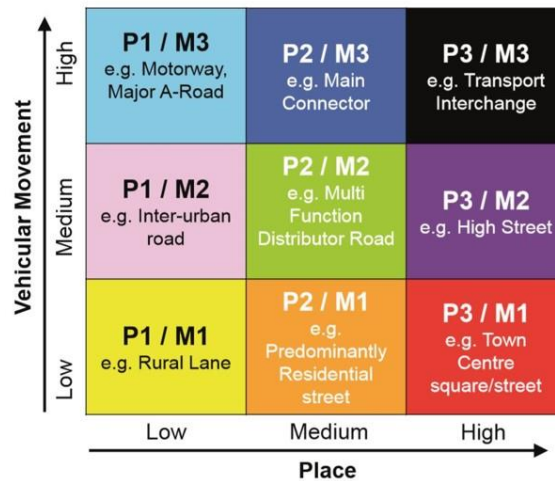 Vehicular Movement
High
Medium
Low
P1 / M3
e.g. Motorway,
Major A-Road
P2 / M3
e.g. Main
Connector
P3 / M3
e.g. Transport
Interchange
P1 / M2
e.g. Inter-urban
road
P2 / M2
e.g. Multi
Function
Distributor Road
P3 / M2
e.g. High Street
P1 / M1
e.g. Rural Lane
P2 / M1
e.g.
Predominantly
Residential
street
P3 / M1
e.g. Town
Centre
square/street
Low
Medium
High
Place